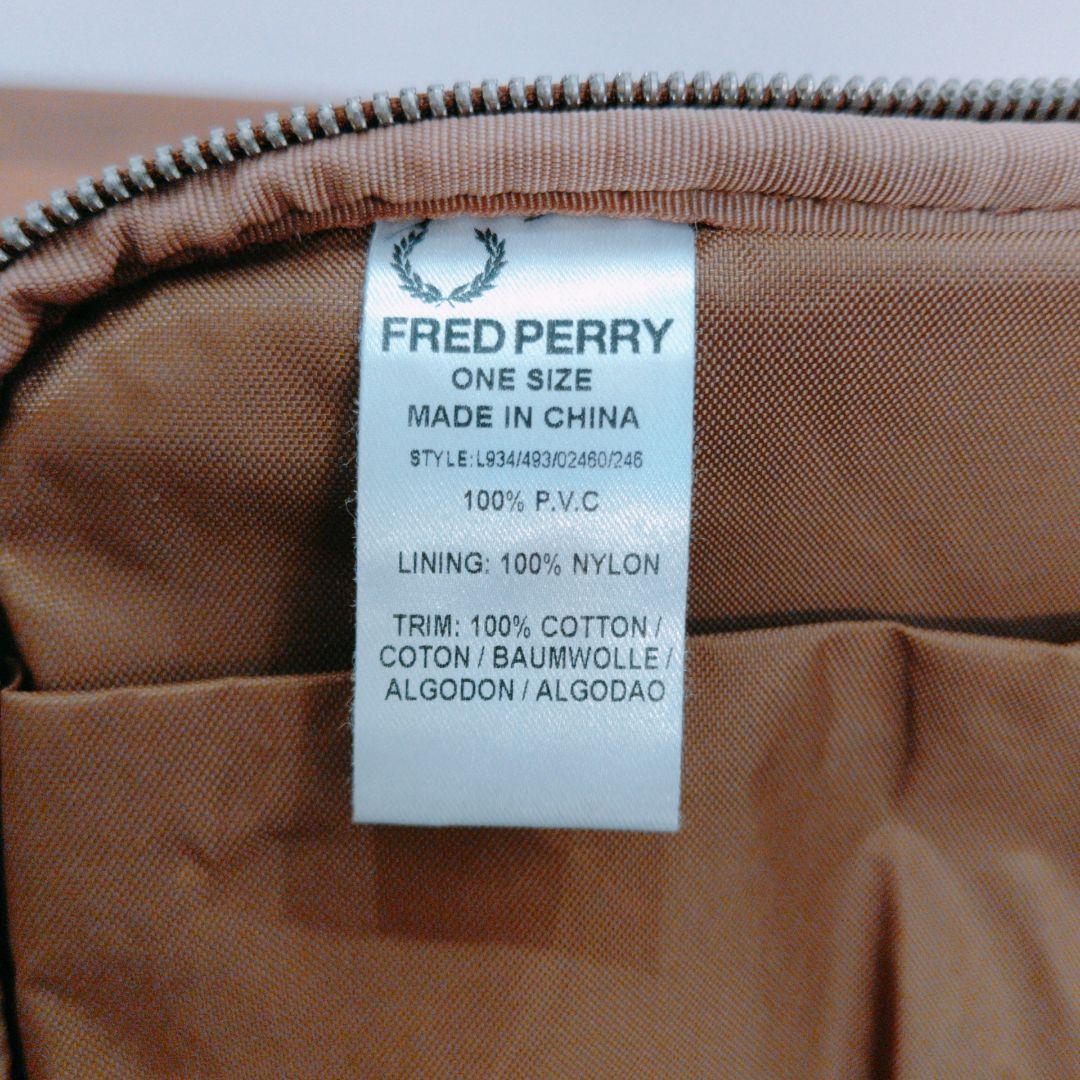 FRED PERRY
ONE SIZE
MADE IN CHINA
STYLE:L934/493/02460/246
100% P.V.C
LINING: 100% NYLON
TRIM: 100% COTTON /
COTON / BAUMWOLLE /
ALGODON / ALGODAO